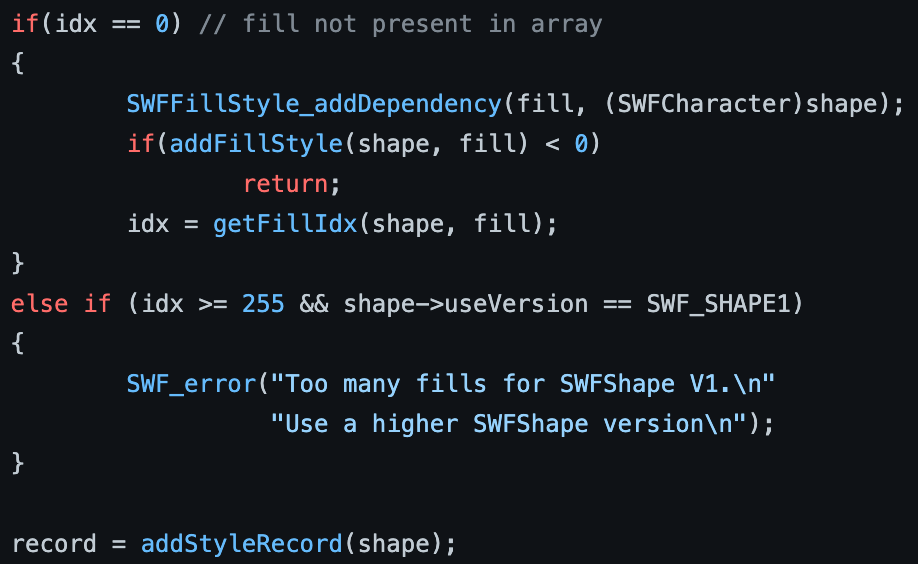 if(idx == 0) // fill not present in array
{
        SWFFillStyle_addDependency(fill, (SWFCharacter)shape);
        if(addFillStyle(shape, fill) < 0)
                return;
        idx = getFillIdx(shape, fill);
}
else if (idx >= 255 && shape->useVersion == SWF_SHAPE1)
{
        SWF_error("Too many fills for SWFShape V1.\n"
                  "Use a higher SWFShape version\n");
}

record = addStyleRecord(shape);